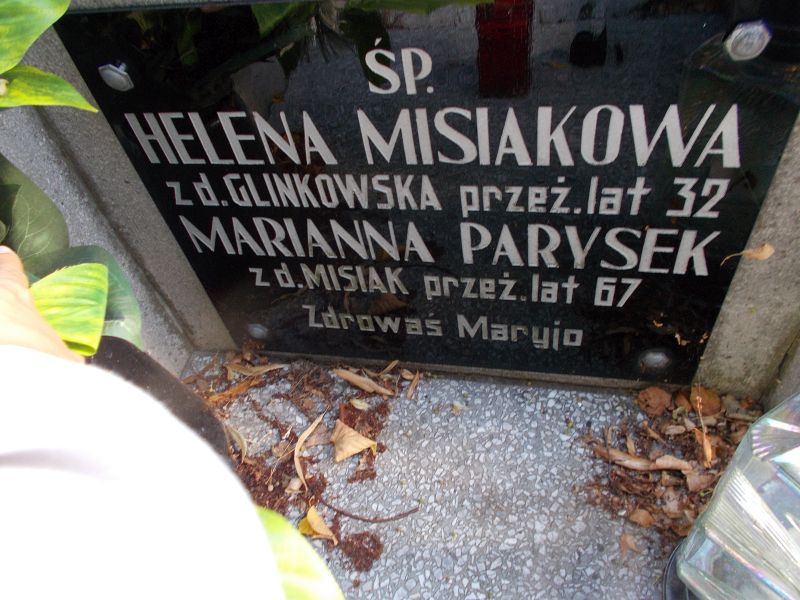 ŚP.
HELENA MISIAKOWA
z d. GLINKOWSKA przeż. lat 32
MARIANNA PARYSEK
z d. MISIAK przeż. lat 67
Zdrowaś Maryjo